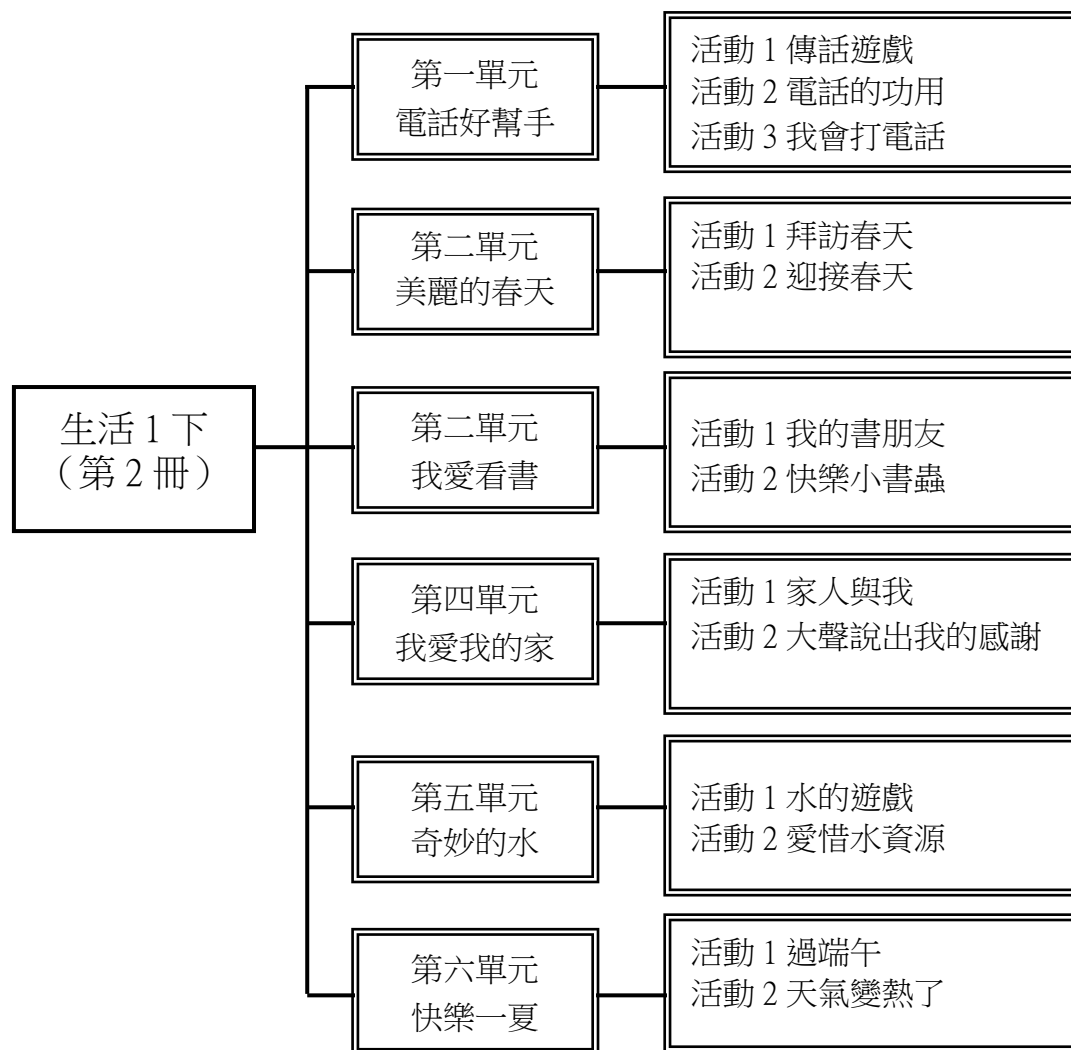 第一單元
電話好幫手
活動 1 傳話遊戲
活動 2 電話的功用
活動 3 我會打電話
第二單元
美麗的春天
活動 1 拜訪春天
活動 2 迎接春天
生活 1 下
（第 2 冊）
第二單元
我愛看書
活動 1 我的書朋友
活動 2 快樂小書蟲
第四單元
我愛我的家
活動 1 家人與我
活動 2 大聲說出我的感謝
第五單元
奇妙的水
活動 1 水的遊戲
活動 2 愛惜水資源
第六單元
快樂一夏
活動 1 過端午
活動 2 天氣變熱了